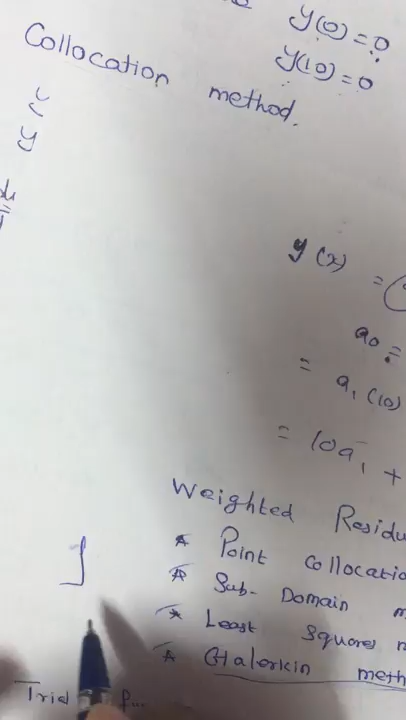 y(0) = 0
y(10) = 0
Collocation
method.
y(x) = (
a₀ =
= a₁ (10)
= 10a₁ +
Weighted Residu
* Point collocatio
* Sub- Domain m
* Least Squares m
* Galerkin meth
Trid